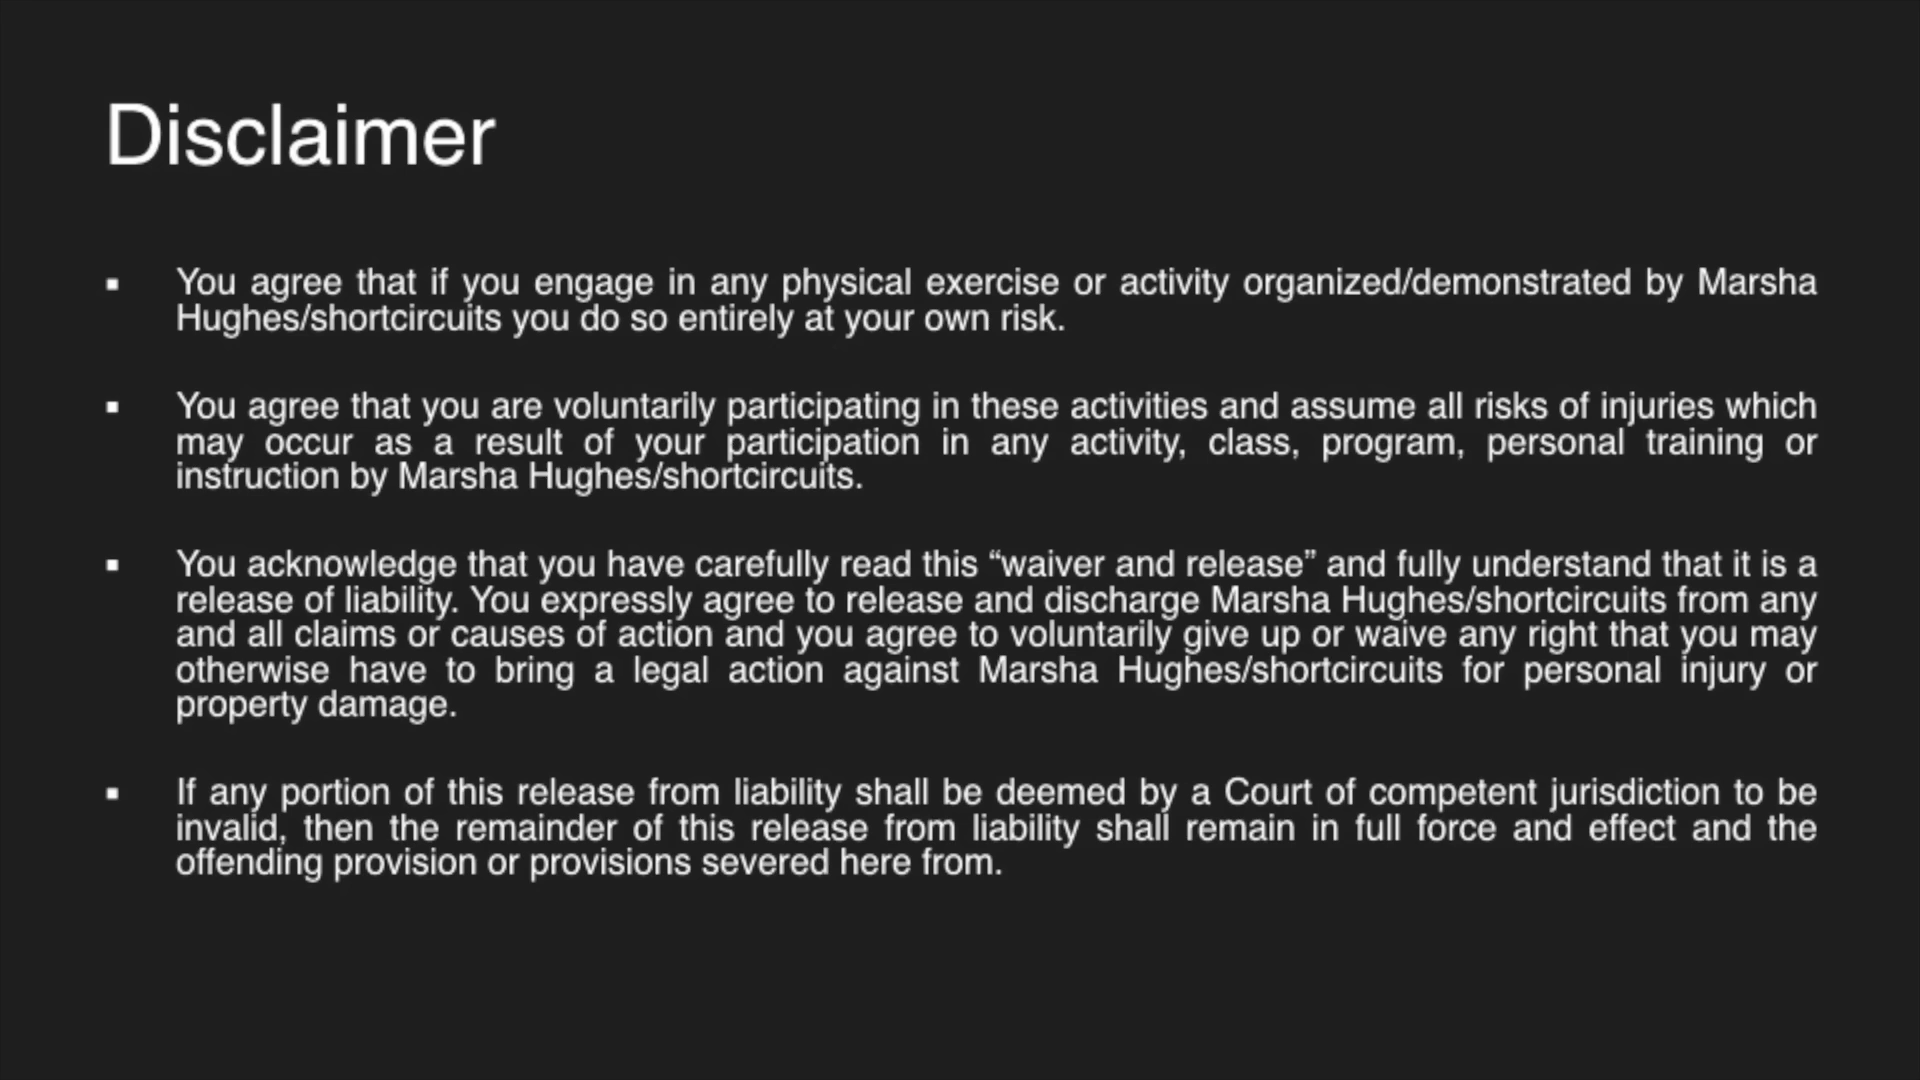 Disclaimer
▪ You agree that if you engage in any physical exercise or activity organized/demonstrated by Marsha
Hughes/shortcircuits you do so entirely at your own risk.
▪ You agree that you are voluntarily participating in these activities and assume all risks of injuries which
may occur as a result of your participation in any activity, class, program, personal training or
instruction by Marsha Hughes/shortcircuits.
▪ You acknowledge that you have carefully read this “waiver and release” and fully understand that it is a
release of liability. You expressly agree to release and discharge Marsha Hughes/shortcircuits from any
and all claims or causes of action and you agree to voluntarily give up or waive any right that you may
otherwise have to bring a legal action against Marsha Hughes/shortcircuits for personal injury or
property damage.
▪ If any portion of this release from liability shall be deemed by a Court of competent jurisdiction to be
invalid, then the remainder of this release from liability shall remain in full force and effect and the
offending provision or provisions severed here from.